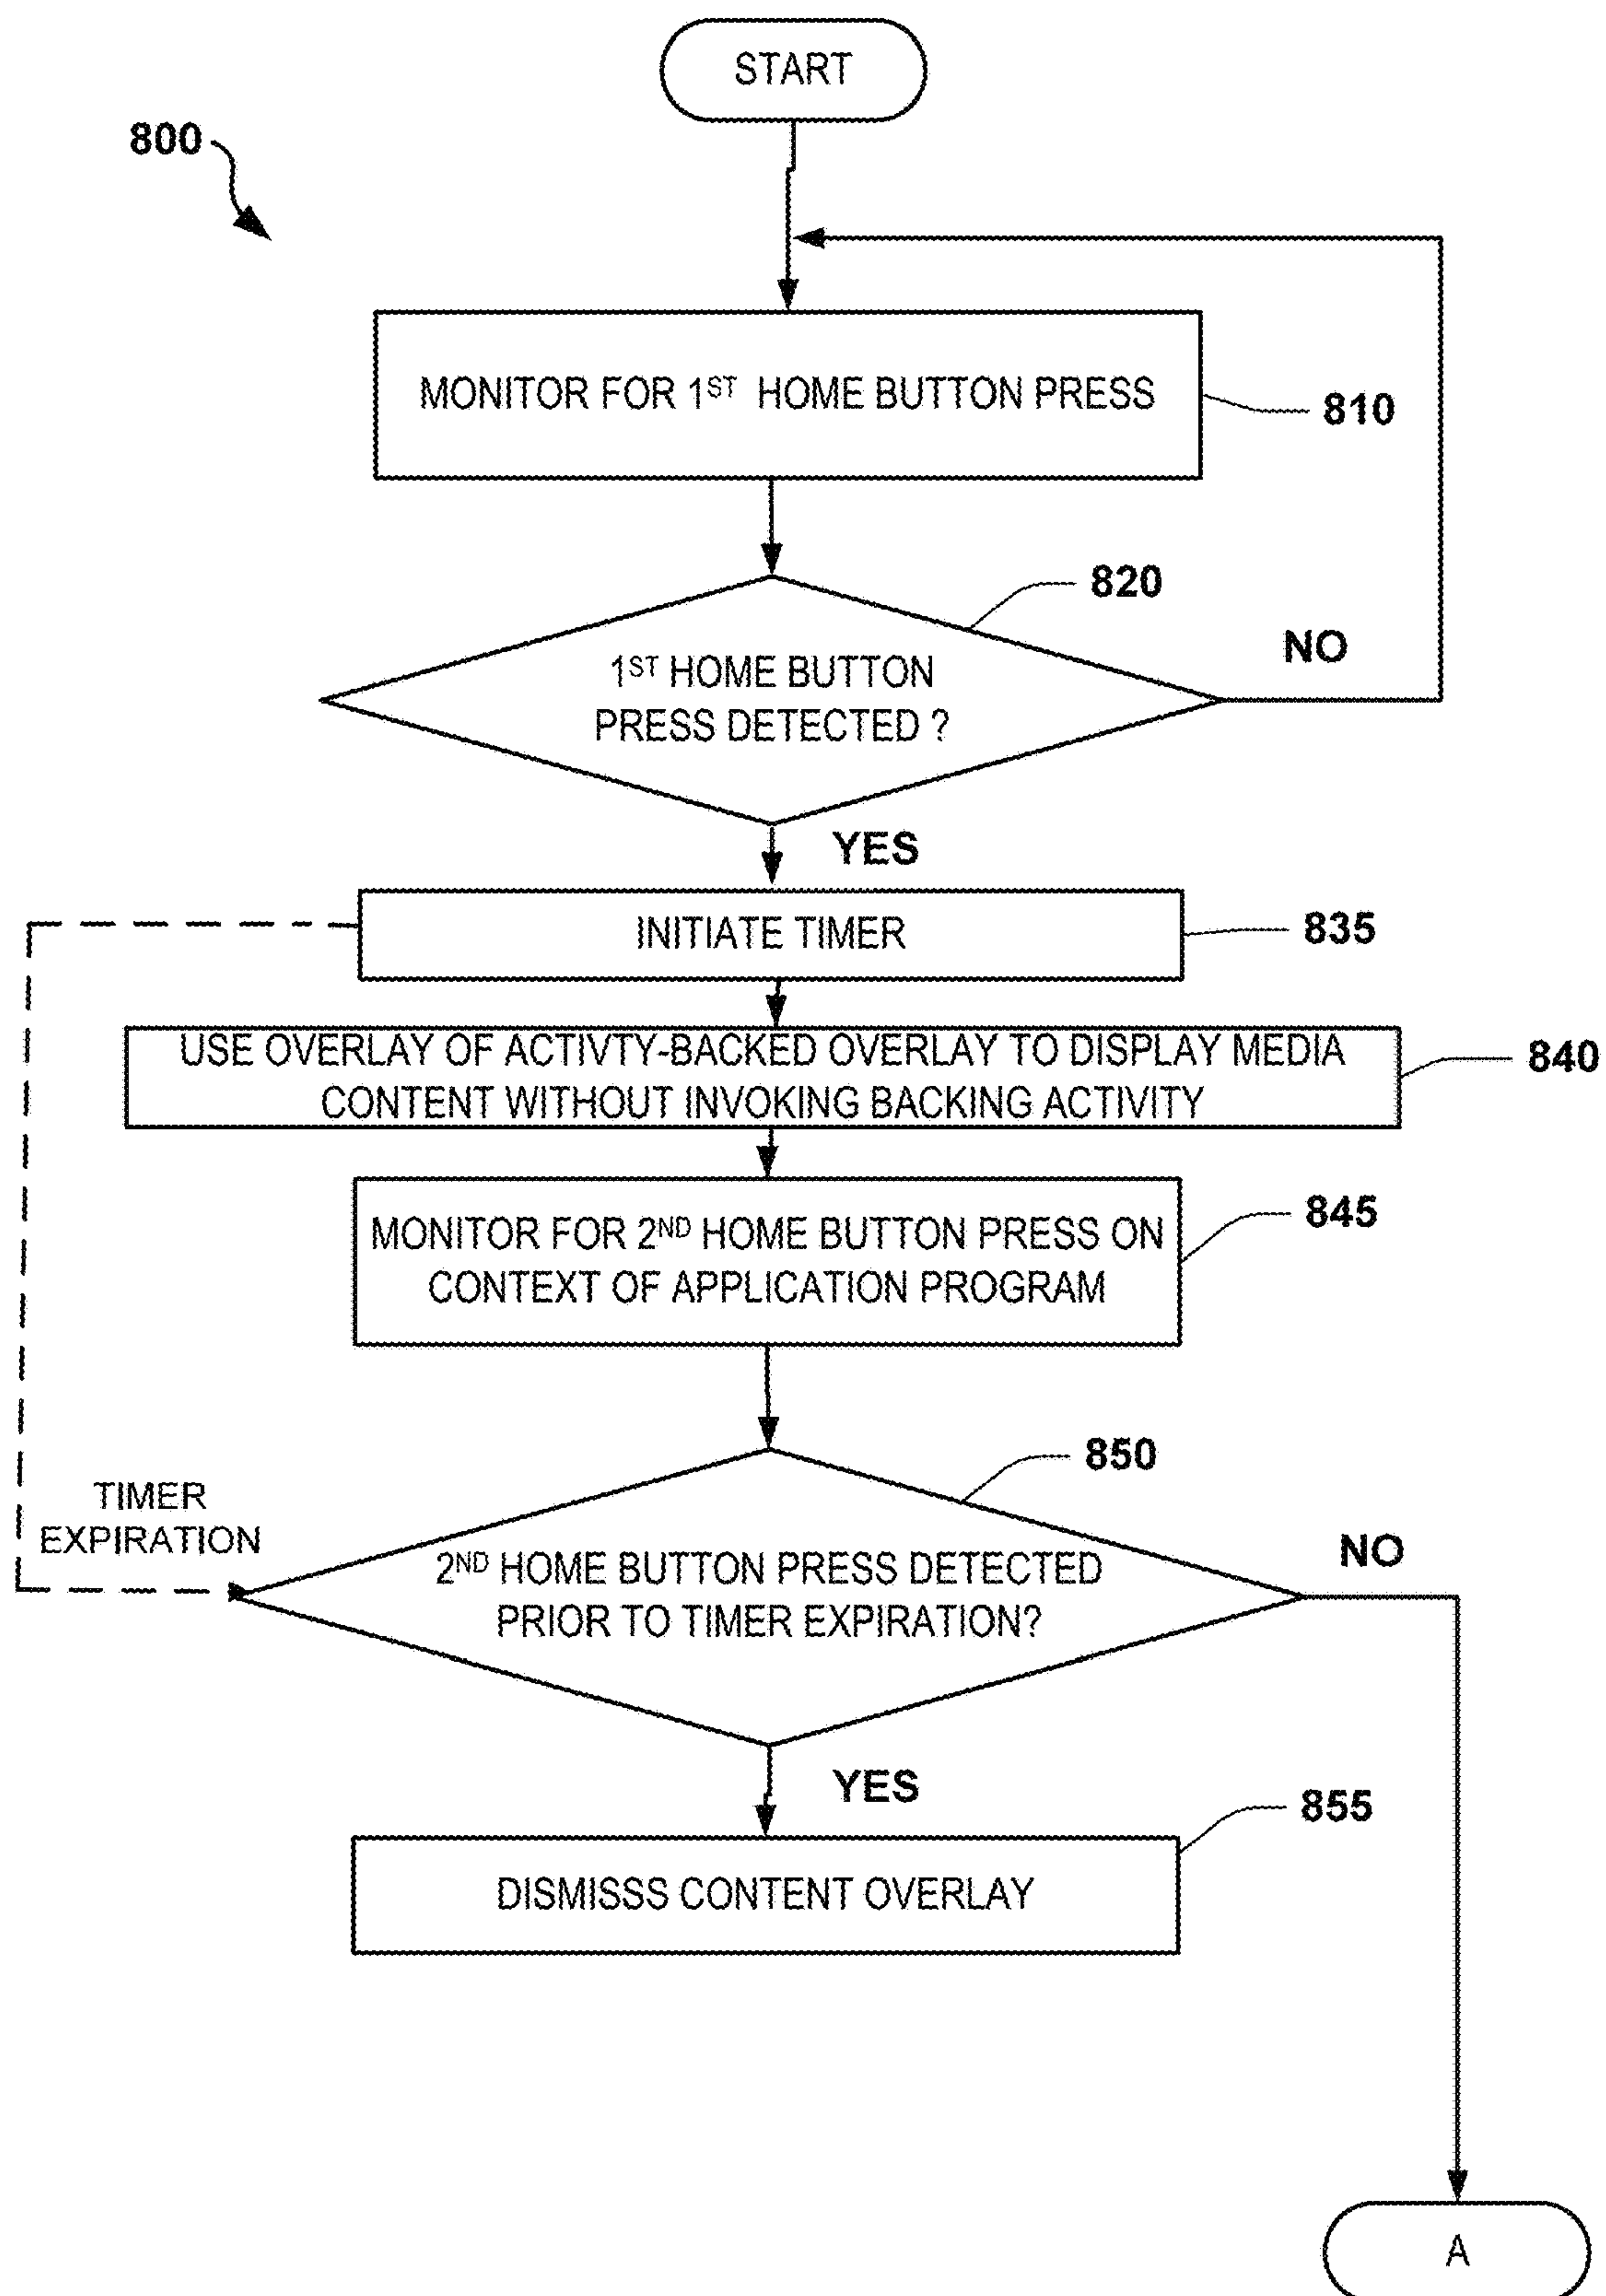 START
800
MONITOR FOR 1ST HOME BUTTON PRESS
810
820
1ST HOME BUTTON
PRESS DETECTED ?
NO
YES
INITIATE TIMER
835
USE OVERLAY OF ACTIVTY-BACKED OVERLAY TO DISPLAY MEDIA
CONTENT WITHOUT INVOKING BACKING ACTIVITY
840
MONITOR FOR 2ND HOME BUTTON PRESS ON
CONTEXT OF APPLICATION PROGRAM
845
850
TIMER
EXPIRATION
2ND HOME BUTTON PRESS DETECTED
PRIOR TO TIMER EXPIRATION?
NO
YES
855
DISMISSS CONTENT OVERLAY
A